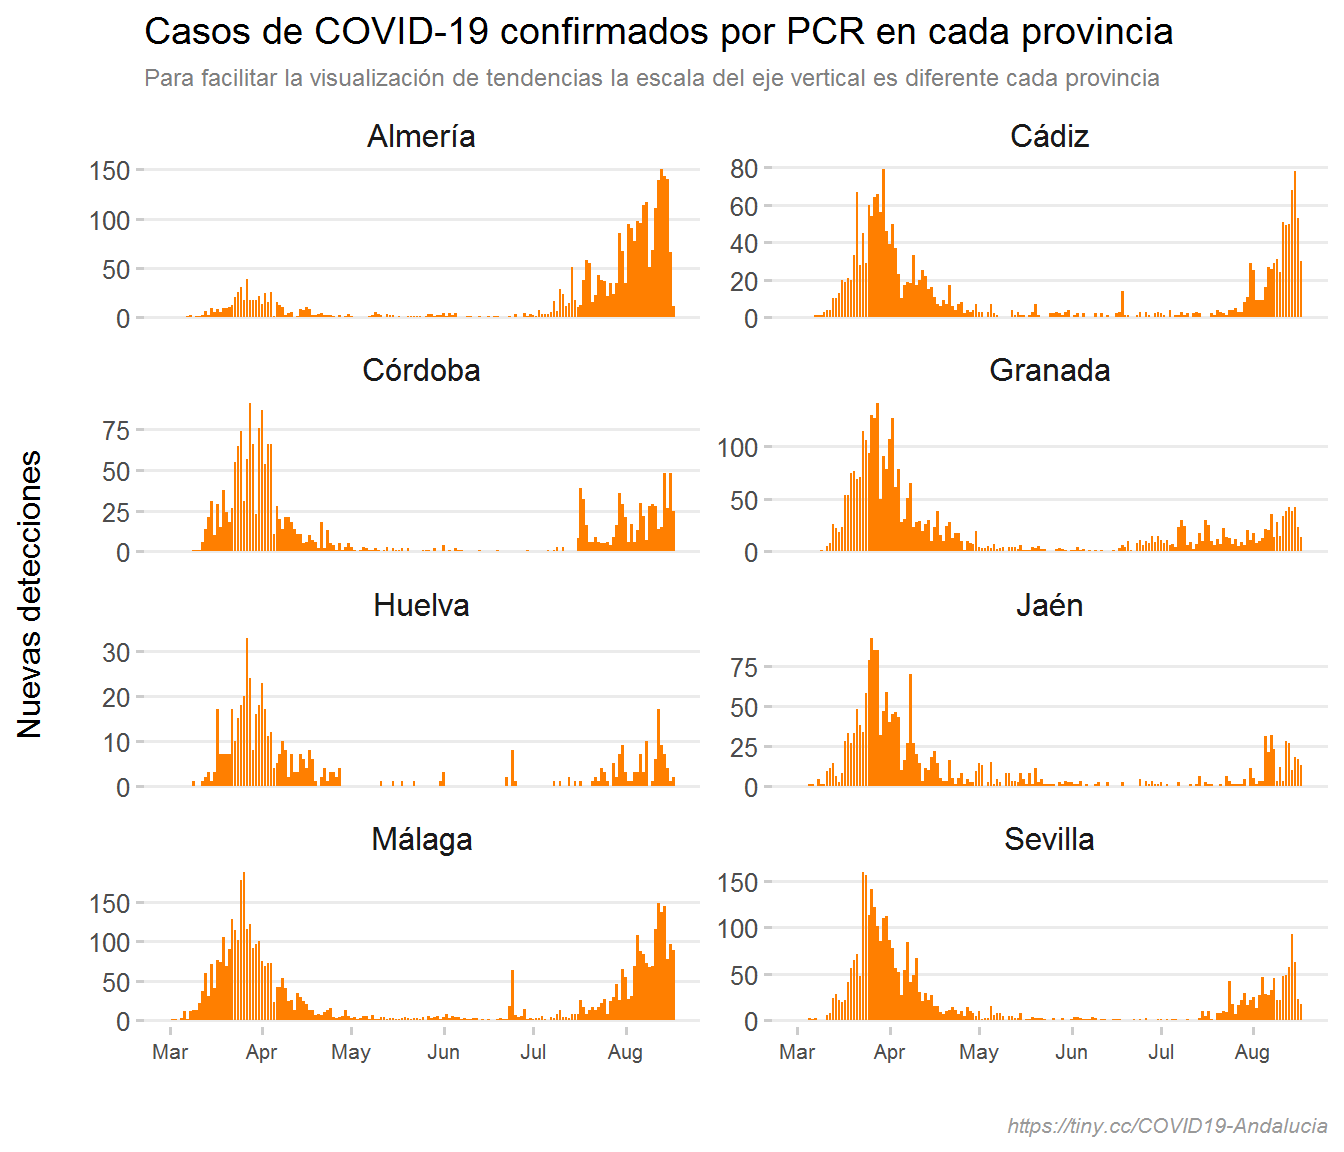 Casos de COVID-19 confirmados por PCR en cada provincia
Para facilitar la visualización de tendencias la escala del eje vertical es diferente cada provincia
Nuevas detecciones
Almería
150
100
50
0
Cádiz
80
60
40
20
0
Córdoba
75
50
25
0
Granada
100
50
0
Huelva
30
20
10
0
Jaén
75
50
25
0
Málaga
150
100
50
0
Sevilla
150
100
50
0
Mar Apr May Jun Jul Aug
Mar Apr May Jun Jul Aug
https://tiny.cc/COVID19-Andalucia